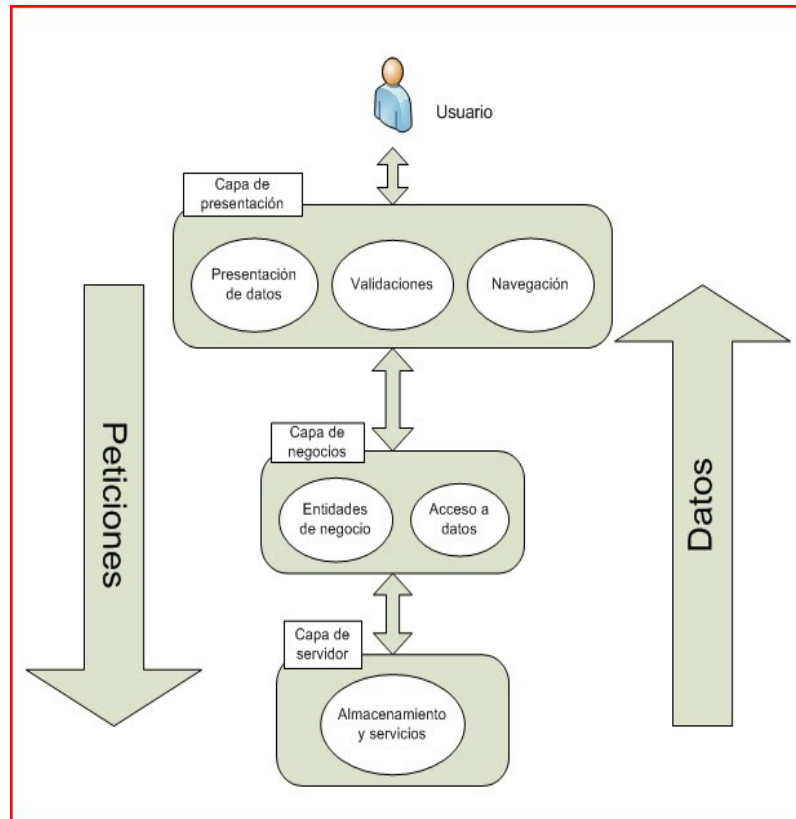 Usuario
Capa de
presentación
Presentación
de datos
Validaciones
Navegación
Peticiones
Datos
Capa de
negocios
Entidades
de negocio
Acceso a
datos
Capa de
servidor
Almacenamiento
y servicios